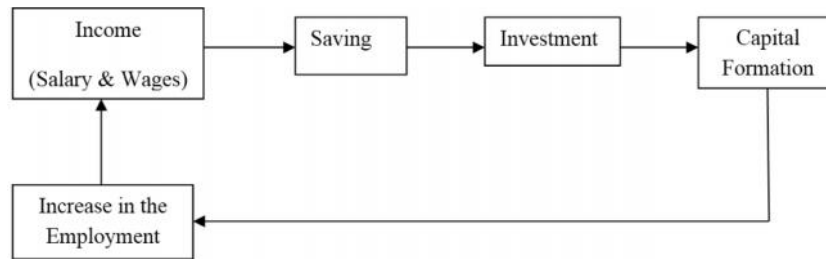 Income
(Salary & Wages)
Saving
Investment
Capital
Formation
Increase in the
Employment